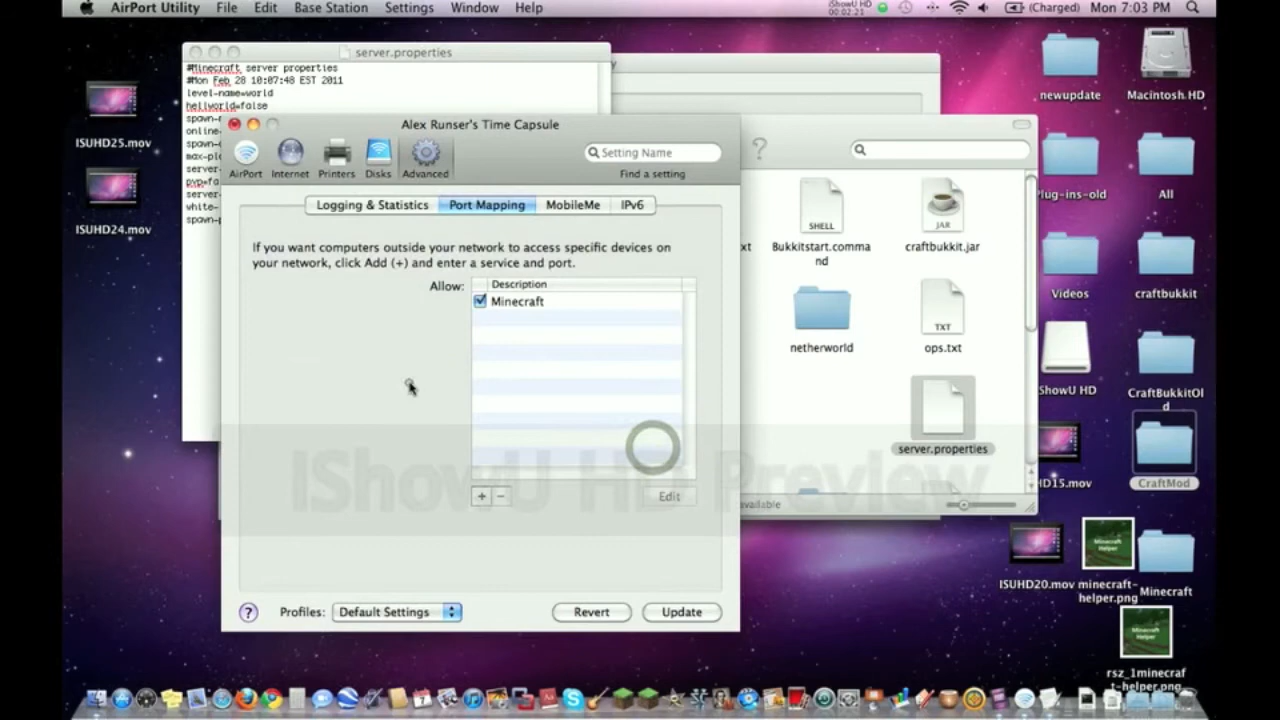 AirPort Utility File Edit Base Station Settings Window Help
iShowU HD
00:02:21
(Charged) Mon 7:03 PM
server.properties
#Minecraft server properties
#Mon Feb 28 18:07:48 EST 2011
level-name=world
hellworld=false
spawn-
online-
spawn-
max-pla
server-
pvp=fa
server-
white-
spawn-p
Alex Runser's Time Capsule
AirPort Internet Printers Disks Advanced
Setting Name
Find a setting
Logging & Statistics Port Mapping MobileMe IPv6
If you want computers outside your network to access specific devices on
your network, click Add (+) and enter a service and port.
Allow:
Description
Minecraft
+ − Edit
? Profiles: Default Settings Revert Update
IShowU HD Preview
?
xt
SHELL
Bukkitstart.comma
nd
JAR
craftbukkit.jar
netherworld
TXT
ops.txt
server.properties
available
ISUHD25.mov
ISUHD24.mov
newupdate
Macintosh HD
Plug-ins-old
All
Videos
craftbukkit
ShowU HD
CraftBukkitOl
d
HD15.mov
CraftMod
ISUHD20.mov
Minecraft
Helper
minecraft-
helper.png
Minecraft
Minecraft
Helper
rsz_1minecraf
t-helper.png